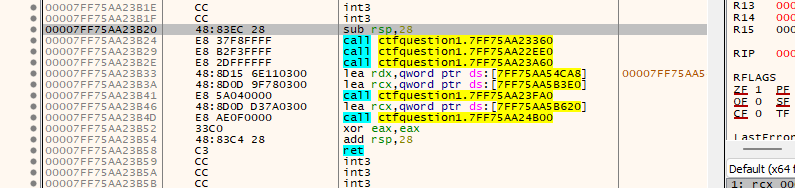 00007FF75AA23B1E CC int3
00007FF75AA23B1F CC int3
00007FF75AA23B20 48:83EC 28 sub rsp,28
00007FF75AA23B24 E8 37F8FFFF call ctfquestion1.7FF75AA23360
00007FF75AA23B29 E8 B2F3FFFF call ctfquestion1.7FF75AA22EE0
00007FF75AA23B2E E8 2DFFFFFF call ctfquestion1.7FF75AA23A60
00007FF75AA23B33 48:8D15 6E110300 lea rdx,qword ptr ds:[7FF75AA54CA8] 00007FF75AA5
00007FF75AA23B3A 48:8D0D 9F780300 lea rcx,qword ptr ds:[7FF75AA5B3E0]
00007FF75AA23B41 E8 5A040000 call ctfquestion1.7FF75AA23FA0
00007FF75AA23B46 48:8D0D D37A0300 lea rcx,qword ptr ds:[7FF75AA5B620]
00007FF75AA23B4D E8 AE0F0000 call ctfquestion1.7FF75AA24B00
00007FF75AA23B52 33C0 xor eax,eax
00007FF75AA23B54 48:83C4 28 add rsp,28
00007FF75AA23B58 C3 ret
00007FF75AA23B59 CC int3
00007FF75AA23B5A CC int3
00007FF75AA23B5B CC int3
R13 000
R14 000
R15 000
RIP 000
RFLAGS
ZF 1 PF
OF 0 SF
CF 0 TF
LastError
Default (x64 f
1: rcx 00